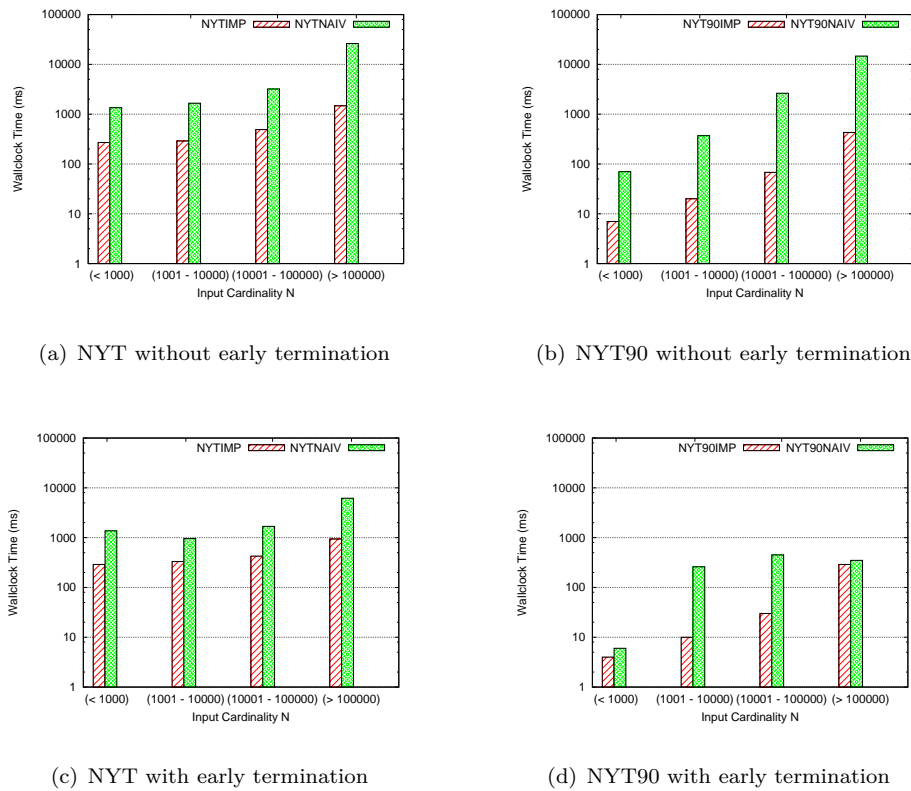 100000
10000
1000
100
10
1
Wallclock Time (ms)
NYTIMP
NYTNAIV
(< 1000)
(1001 - 10000)
(10001 - 100000)
(> 100000)
Input Cardinality N
(a) NYT without early termination
100000
10000
1000
100
10
1
Wallclock Time (ms)
NYT90IMP
NYT90NAIV
(< 1000)
(1001 - 10000)
(10001 - 100000)
(> 100000)
Input Cardinality N
(b) NYT90 without early termination
100000
10000
1000
100
10
1
Wallclock Time (ms)
NYTIMP
NYTNAIV
(< 1000)
(1001 - 10000)
(10001 - 100000)
(> 100000)
Input Cardinality N
(c) NYT with early termination
100000
10000
1000
100
10
1
Wallclock Time (ms)
NYT90IMP
NYT90NAIV
(< 1000)
(1001 - 10000)
(10001 - 100000)
(> 100000)
Input Cardinality N
(d) NYT90 with early termination